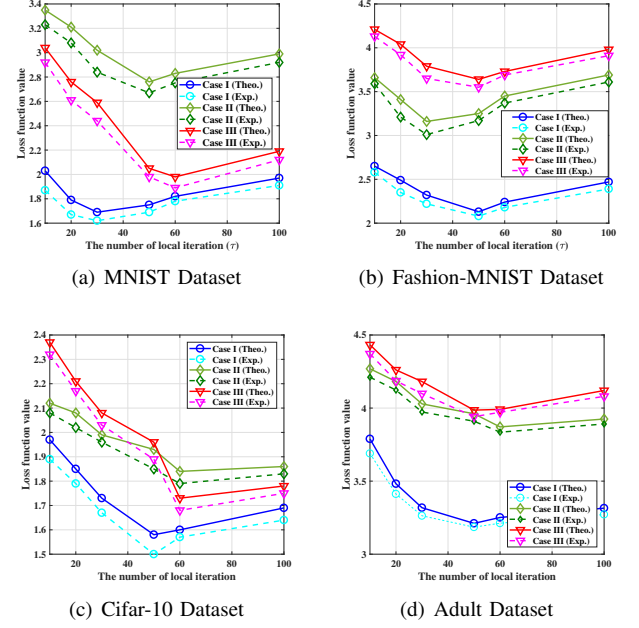 3.4
3.2
3
2.8
2.6
2.4
2.2
2
1.8
1.6
Loss function value
Case I (Theo.)
Case I (Exp.)
Case II (Theo.)
Case II (Exp.)
Case III (Theo.)
Case III (Exp.)
20 40 60 80 100
The number of local iteration (τ)
(a) MNIST Dataset
4.5
4
3.5
3
2.5
2
Loss function value
Case I (Theo.)
Case I (Exp.)
Case II (Theo.)
Case II (Exp.)
Case III (Theo.)
Case III (Exp.)
20 40 60 80 100
The number of local iteration (τ)
(b) Fashion-MNIST Dataset
2.4
2.3
2.2
2.1
2
1.9
1.8
1.7
1.6
1.5
Loss function value
Case I (Theo.)
Case I (Exp.)
Case II (Theo.)
Case II (Exp.)
Case III (Theo.)
Case III (Exp.)
20 40 60 80 100
The number of local iteration
(c) Cifar-10 Dataset
4.5
4
3.5
3
Loss function value
Case I (Theo.)
Case I (Exp.)
Case II (Theo.)
Case II (Exp.)
Case III (Theo.)
Case III (Exp.)
20 40 60 80 100
The number of local iteration
(d) Adult Dataset